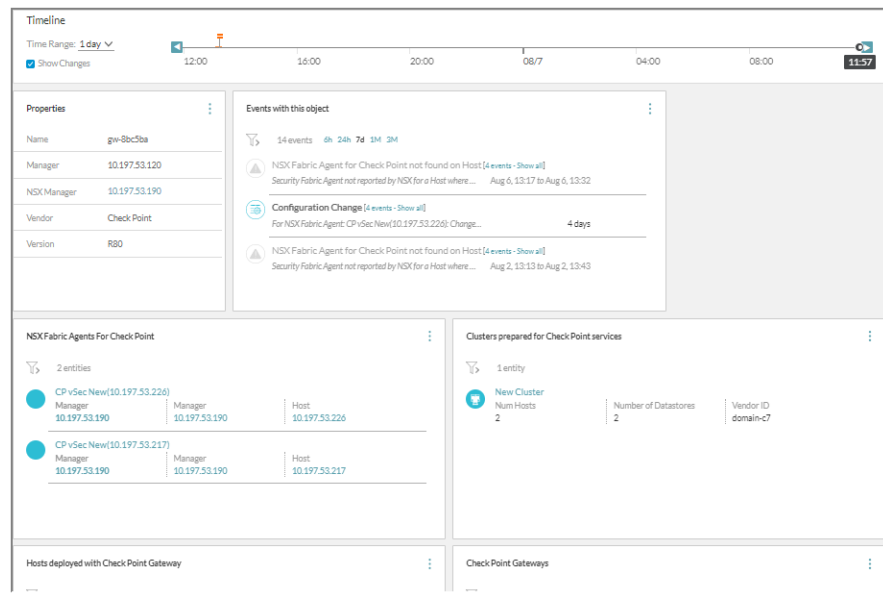 Timeline
Time Range: 1 day
Show Changes
12:00 16:00 20:00 08/7 04:00 08:00 11:57
Properties
Name gw-8bc5ba
Manager 10.197.53.120
NSX Manager 10.197.53.190
Vendor Check Point
Version R80
Events with this object
14 events 6h 24h 7d 1M 3M
NSX Fabric Agent for Check Point not found on Host [4 events - Show all]
Security Fabric Agent not reported by NSX for a Host where ... Aug 6, 13:17 to Aug 6, 13:32
Configuration Change [4 events - Show all]
For NSX Fabric Agent: CP vSec New(10.197.53.226): Change... 4 days
NSX Fabric Agent for Check Point not found on Host [4 events - Show all]
Security Fabric Agent not reported by NSX for a Host where ... Aug 2, 13:13 to Aug 2, 13:43
NSX Fabric Agents For Check Point
2 entities
CP vSec New(10.197.53.226)
Manager Manager Host
10.197.53.190 10.197.53.190 10.197.53.226
CP vSec New(10.197.53.217)
Manager Manager Host
10.197.53.190 10.197.53.190 10.197.53.217
Clusters prepared for Check Point services
1 entity
New Cluster
Num Hosts Number of Datastores Vendor ID
2 2 domain-c7
Hosts deployed with Check Point Gateway
Check Point Gateways